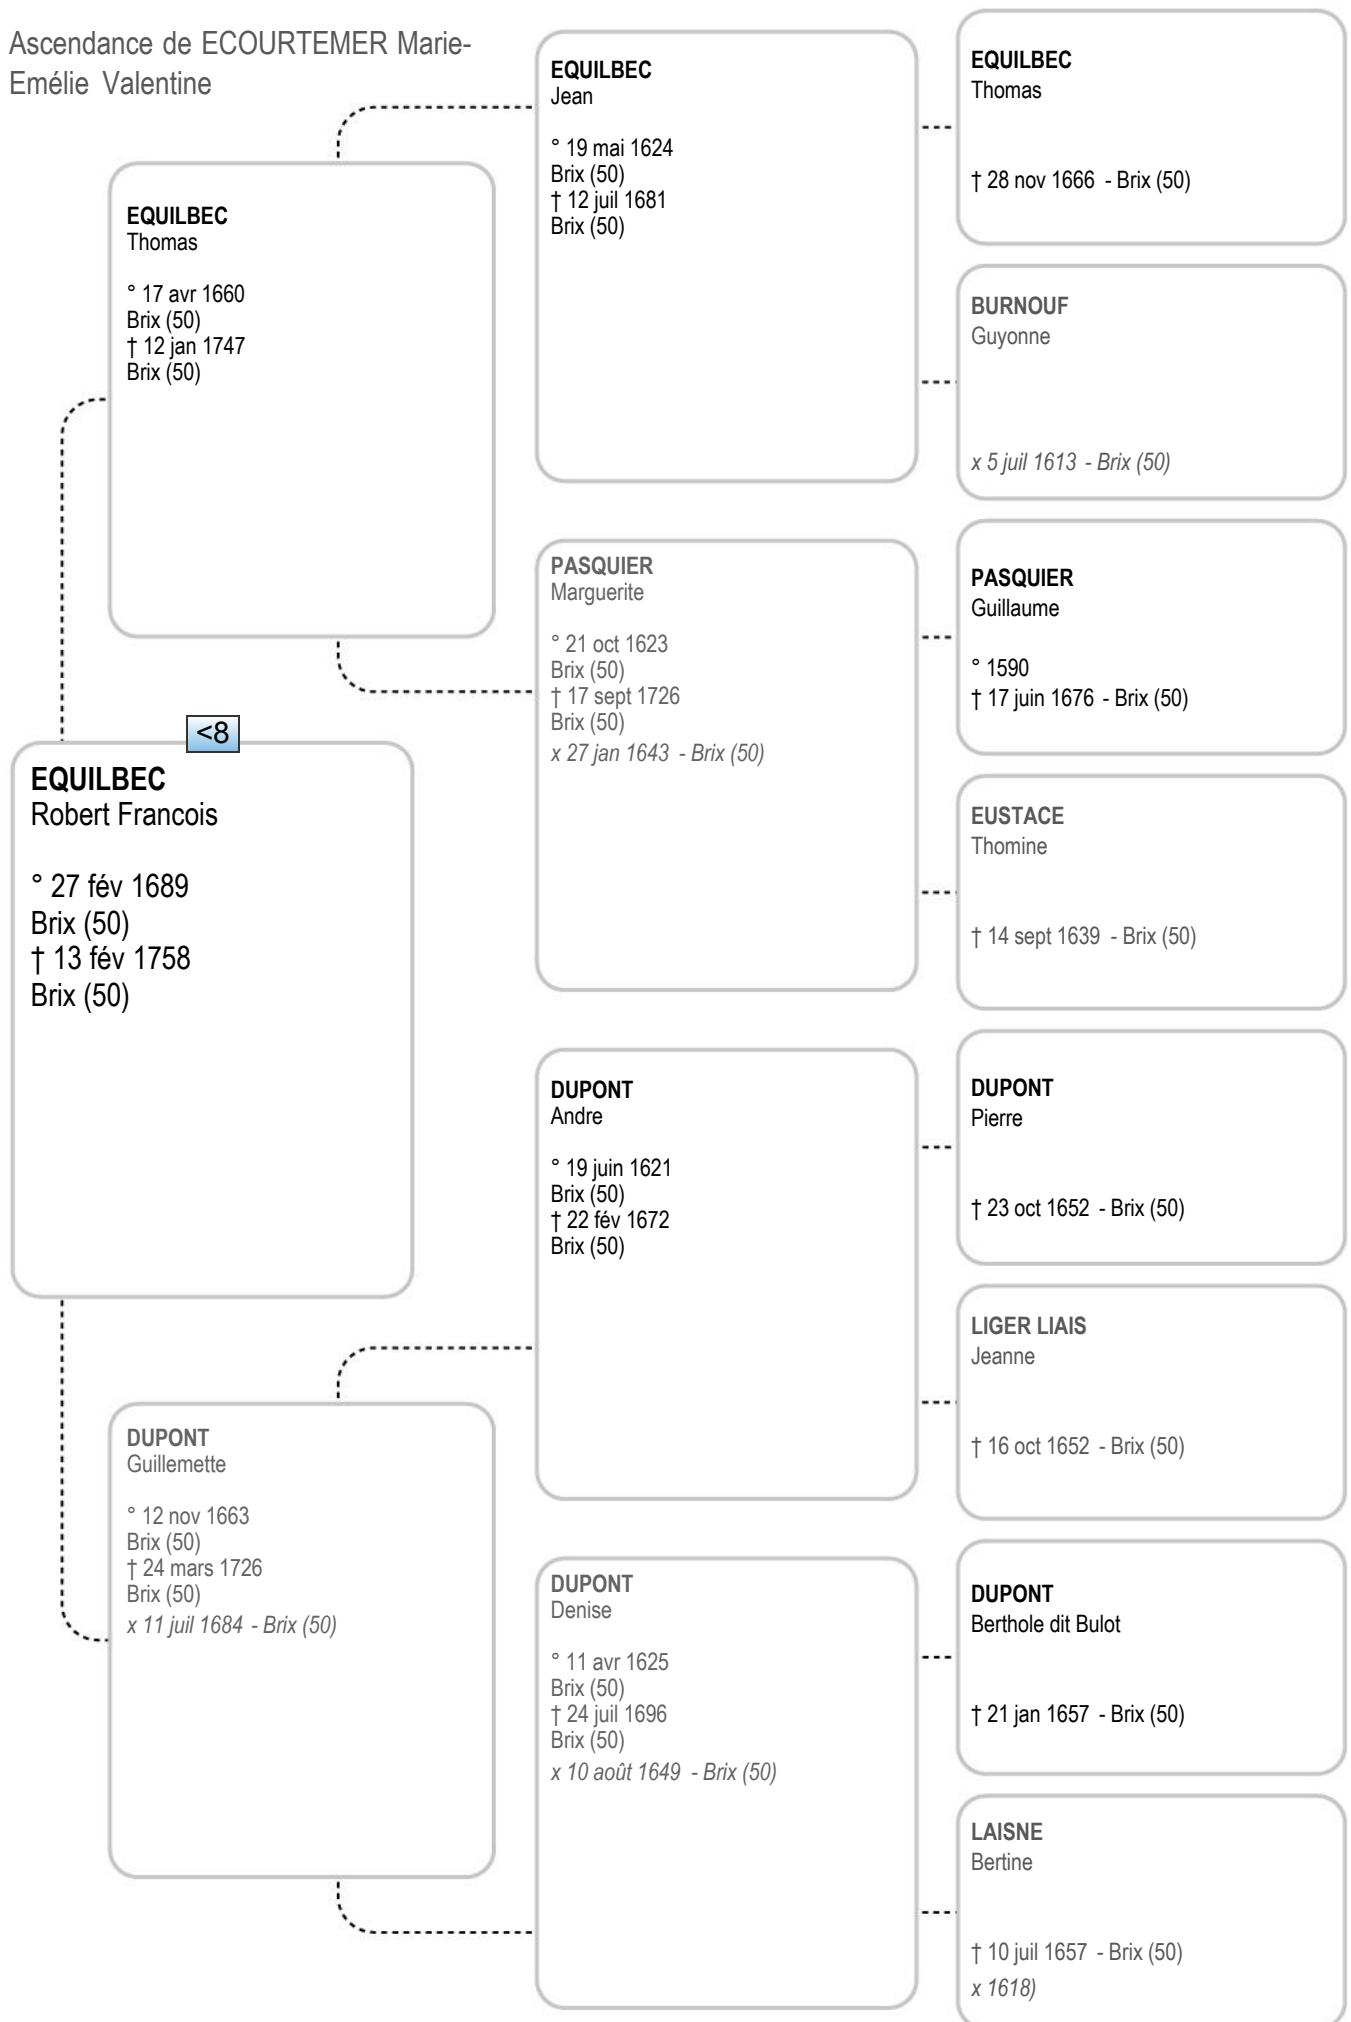 Ascendance de ECOURTEMER Marie-
Emélie Valentine
EQUILBEC
Robert Francois
° 27 fév 1689
Brix (50)
† 13 fév 1758
Brix (50)
<8
EQUILBEC
Thomas
° 17 avr 1660
Brix (50)
† 12 jan 1747
Brix (50)
DUPONT
Guillemette
° 12 nov 1663
Brix (50)
† 24 mars 1726
Brix (50)
x 11 juil 1684 - Brix (50)
EQUILBEC
Jean
° 19 mai 1624
Brix (50)
† 12 juil 1681
Brix (50)
PASQUIER
Marguerite
° 21 oct 1623
Brix (50)
† 17 sept 1726
Brix (50)
x 27 jan 1643 - Brix (50)
DUPONT
Andre
° 19 juin 1621
Brix (50)
† 22 fév 1672
Brix (50)
DUPONT
Denise
° 11 avr 1625
Brix (50)
† 24 juil 1696
Brix (50)
x 10 août 1649 - Brix (50)
EQUILBEC
Thomas
† 28 nov 1666 - Brix (50)
BURNOUF
Guyonne
x 5 juil 1613 - Brix (50)
PASQUIER
Guillaume
° 1590
† 17 juin 1676 - Brix (50)
EUSTACE
Thomine
† 14 sept 1639 - Brix (50)
DUPONT
Pierre
† 23 oct 1652 - Brix (50)
LIGER LIAIS
Jeanne
† 16 oct 1652 - Brix (50)
DUPONT
Berthole dit Bulot
† 21 jan 1657 - Brix (50)
LAISNE
Bertine
† 10 juil 1657 - Brix (50)
x 1618)